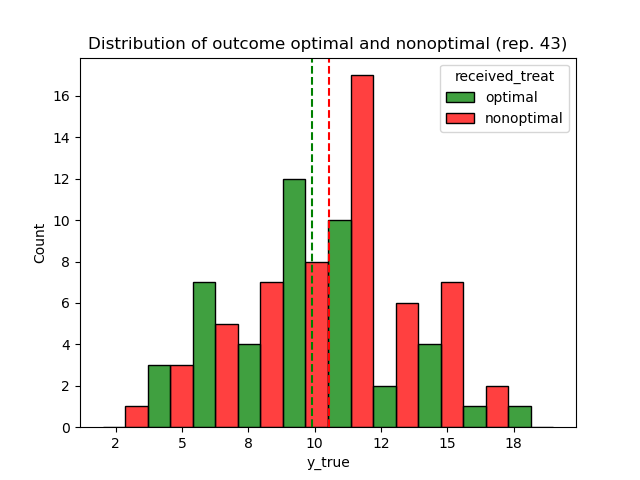 Distribution of outcome optimal and nonoptimal (rep. 43)
received_treat
optimal
nonoptimal
Count
16
14
12
10
8
6
4
2
0
2
5
8
10
12
15
18
y_true